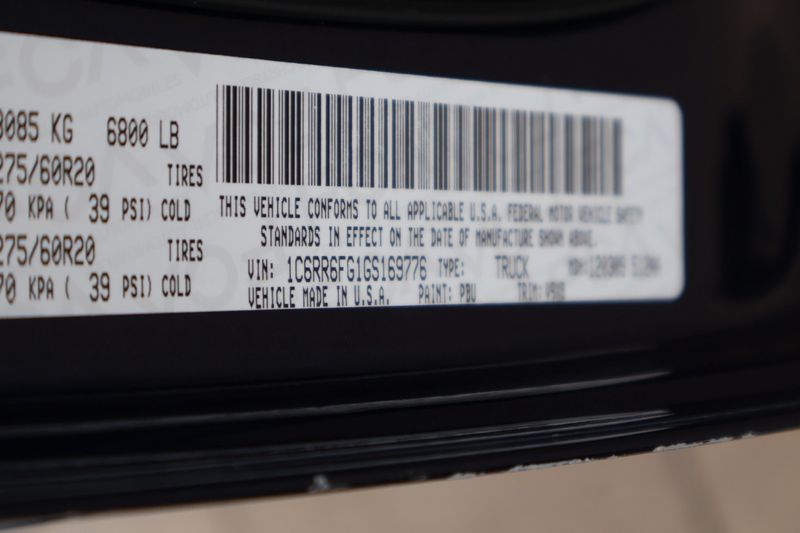 3085 KG 6800 LB
275/60R20 TIRES
70 KPA ( 39 PSI) COLD
275/60R20 TIRES
70 KPA ( 39 PSI) COLD
THIS VEHICLE CONFORMS TO ALL APPLICABLE U.S.A. FEDERAL MOTOR VEHICLE SAFETY
STANDARDS IN EFFECT ON THE DATE OF MANUFACTURE SHOWN ABOVE.
VIN: 1C6RR6FG1GS169776 TYPE: TRUCK MDH:
VEHICLE MADE IN U.S.A. PAINT: PBU TRIM: